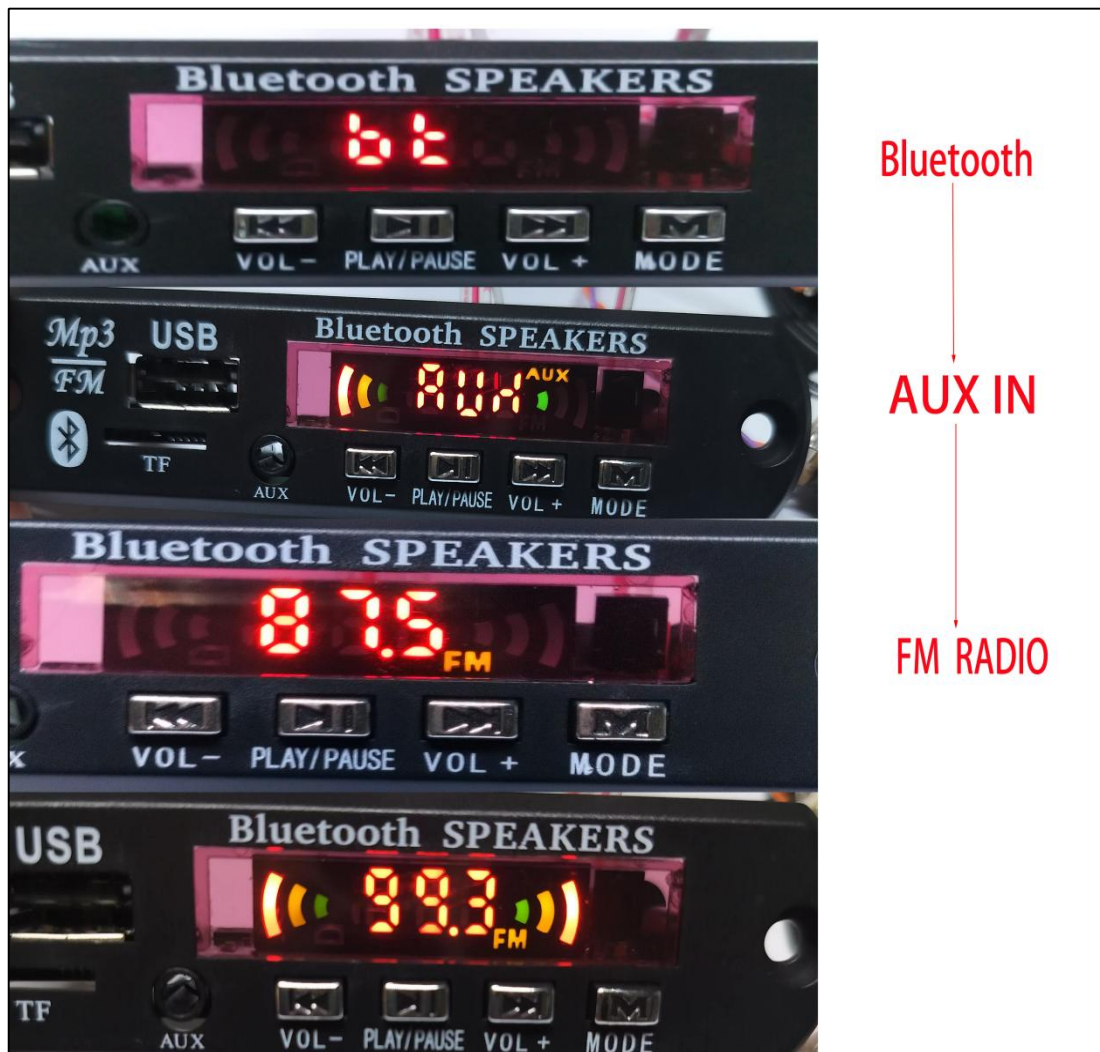 Bluetooth SPEAKERS
bt
Bluetooth
AUX VOL- PLAY/PAUSE VOL + MODE
Mp3 USB Bluetooth SPEAKERS
FM
AUX AUX
AUX IN
TF AUX VOL- PLAY/PAUSE VOL + MODE
Bluetooth SPEAKERS
87.5 FM
FM RADIO
VOL- PLAY/PAUSE VOL + MODE
USB Bluetooth SPEAKERS
99.3 FM
TF AUX VOL- PLAY/PAUSE VOL + MODE